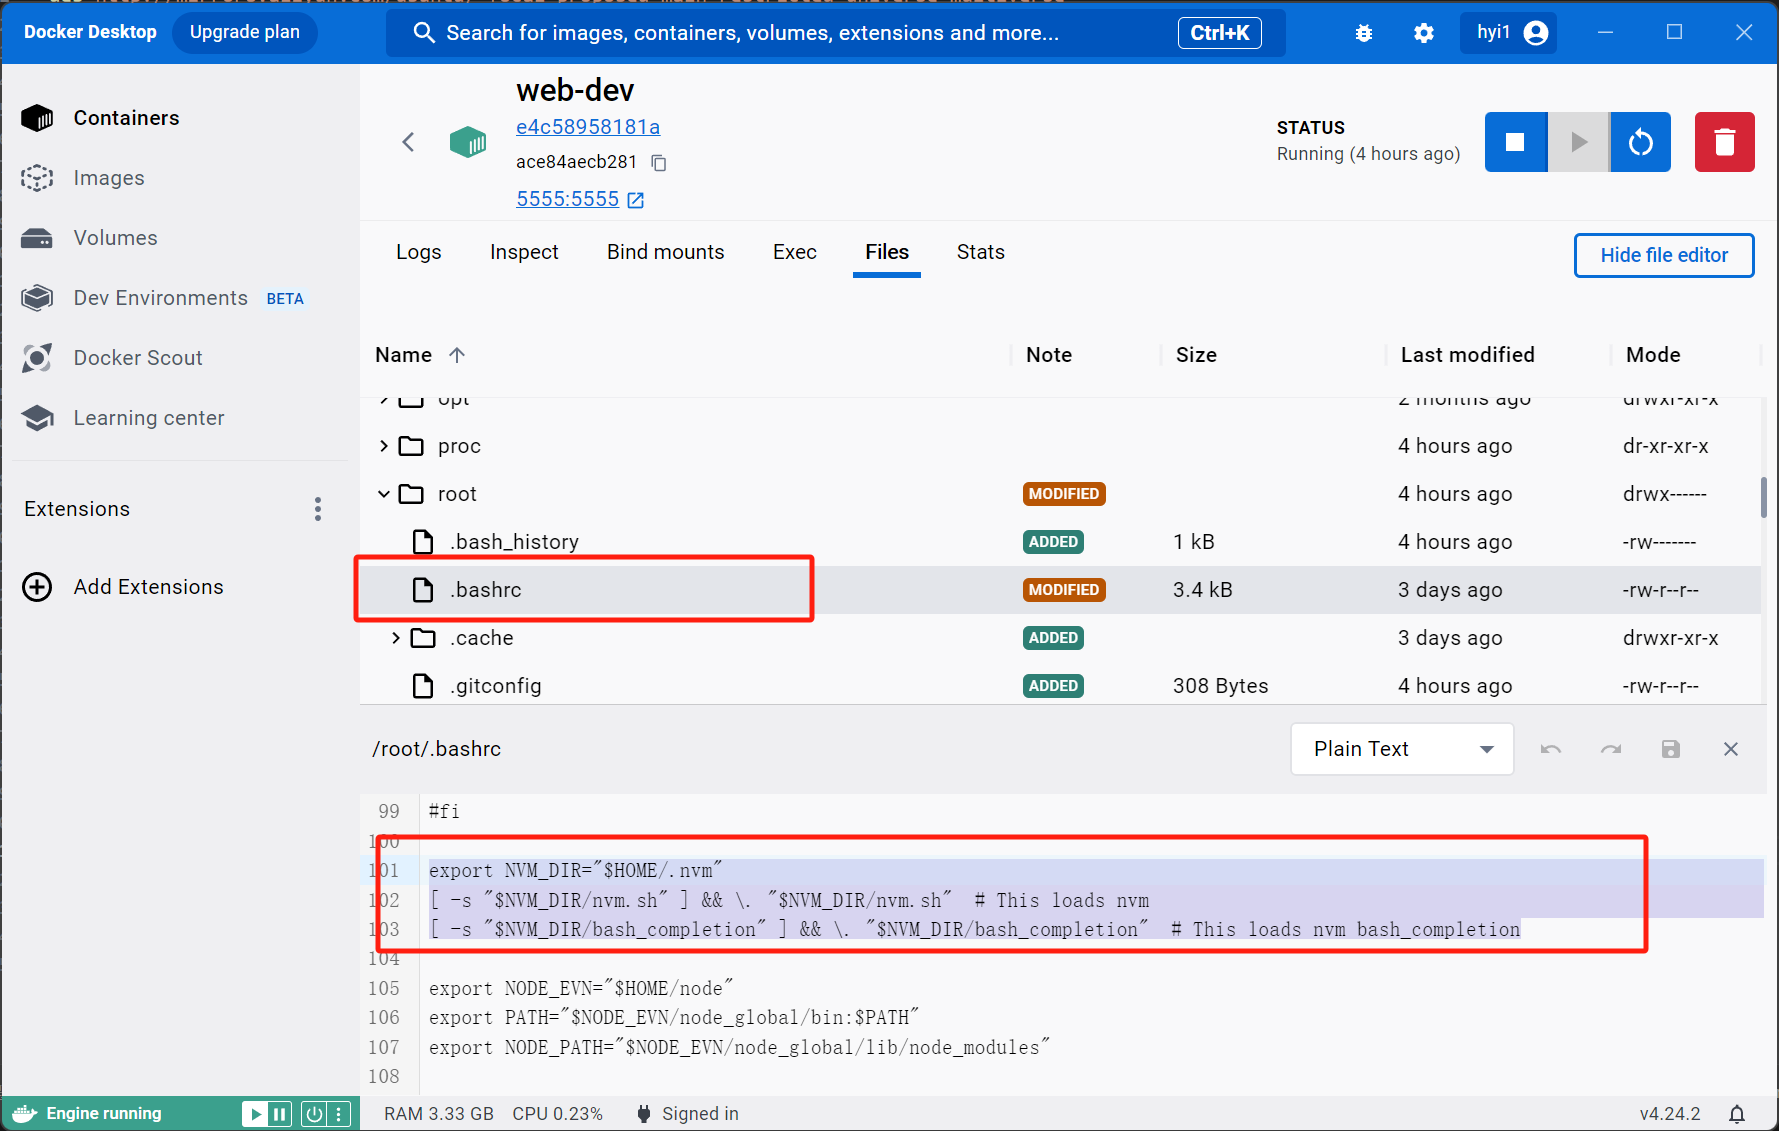 Docker Desktop
Upgrade plan
Search for images, containers, volumes, extensions and more...
Ctrl+K
hyi1
Containers
Images
Volumes
Dev Environments BETA
Docker Scout
Learning center
Extensions
Add Extensions
web-dev
e4c58958181a
ace84aecb281
5555:5555
STATUS
Running (4 hours ago)
Logs Inspect Bind mounts Exec Files Stats
Hide file editor
Name Note Size Last modified Mode
opt 2 months ago drwxr-xr-x
proc 4 hours ago dr-xr-xr-x
root MODIFIED 4 hours ago drwx------
.bash_history ADDED 1 kB 4 hours ago -rw-------
.bashrc MODIFIED 3.4 kB 3 days ago -rw-r--r--
.cache ADDED 3 days ago drwxr-xr-x
.gitconfig ADDED 308 Bytes 4 hours ago -rw-r--r--
/root/.bashrc
Plain Text
99 #fi
100
101 export NVM_DIR="$HOME/.nvm"
102 [ -s "$NVM_DIR/nvm.sh" ] && \. "$NVM_DIR/nvm.sh"  # This loads nvm
103 [ -s "$NVM_DIR/bash_completion" ] && \. "$NVM_DIR/bash_completion"  # This loads nvm bash_completion
104
105 export NODE_EVN="$HOME/node"
106 export PATH="$NODE_EVN/node_global/bin:$PATH"
107 export NODE_PATH="$NODE_EVN/node_global/lib/node_modules"
108
Engine running
RAM 3.33 GB CPU 0.23% Signed in
v4.24.2